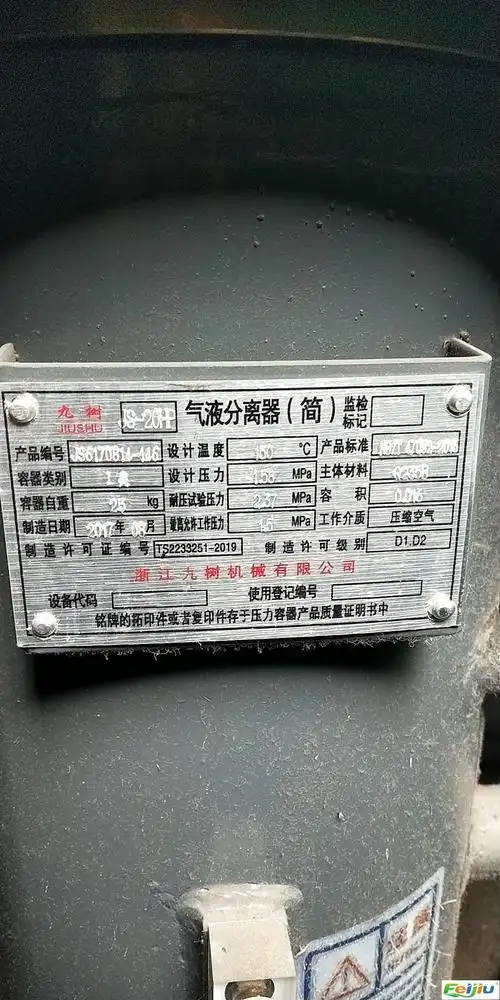 九树 JIUSHU JS-20HP 气液分离器(简) 监检标记
产品编号 设计温度 150 ℃ 产品标准
容器类别 I类 设计压力 1.58 MPa 主体材料 Q235B
容器自重 25 kg 耐压试验压力 2.37 MPa 容积 0.016
制造日期 2017年 08月 最高允许工作压力 1.5 MPa 工作介质 压缩空气
制造许可证编号 TS2233251-2019 制造许可级别 D1.D2
浙江九树机械有限公司
设备代码 使用登记编号
铭牌的拓印件或者复印件存于压力容器产品质量证明书中
Feijiu